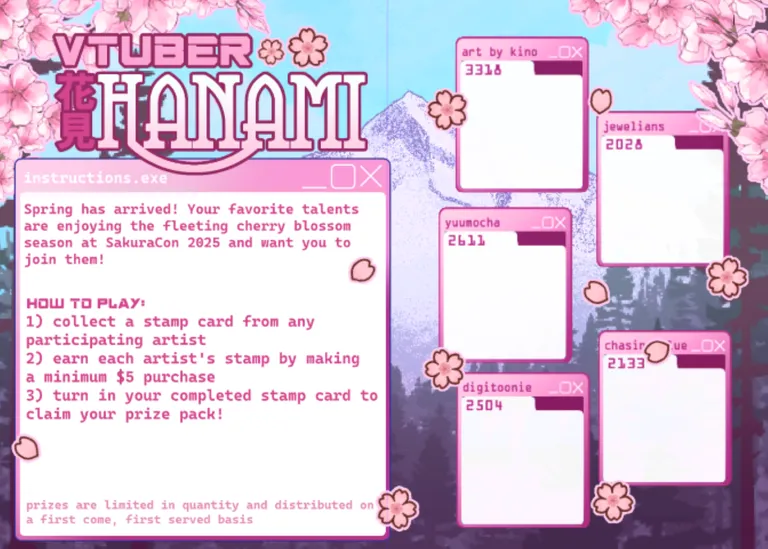 VTUBER
花見
HANAMI
instructions.exe
Spring has arrived! Your favorite talents
are enjoying the fleeting cherry blossom
season at SakuraCon 2025 and want you to
join them!
HOW TO PLAY:
1) collect a stamp card from any
participating artist
2) earn each artist's stamp by making
a minimum $5 purchase
3) turn in your completed stamp card to
claim your prize pack!
prizes are limited in quantity and distributed on
a first come, first served basis
art by kino
3318
jewelians
2028
yuumocha
2611
2133
digitoonie
2504